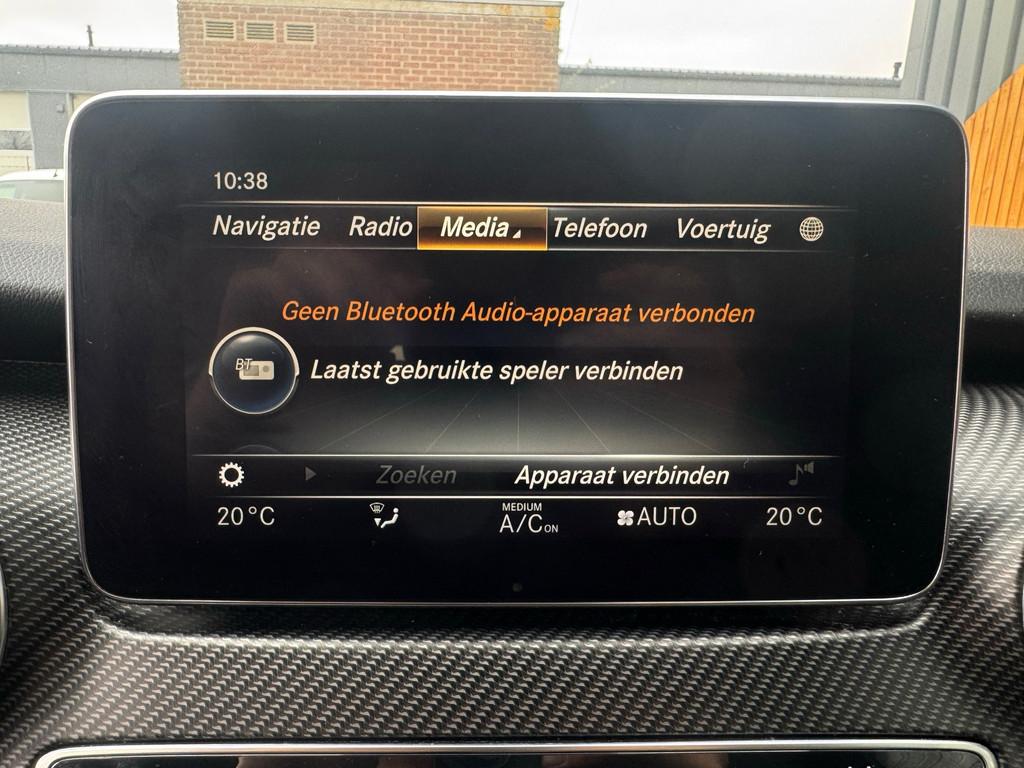 10:38
Navigatie Radio Media Telefoon Voertuig
Geen Bluetooth Audio-apparaat verbonden
BT
Laatst gebruikte speler verbinden
Zoeken Apparaat verbinden
20°C MEDIUM A/C ON AUTO 20°C